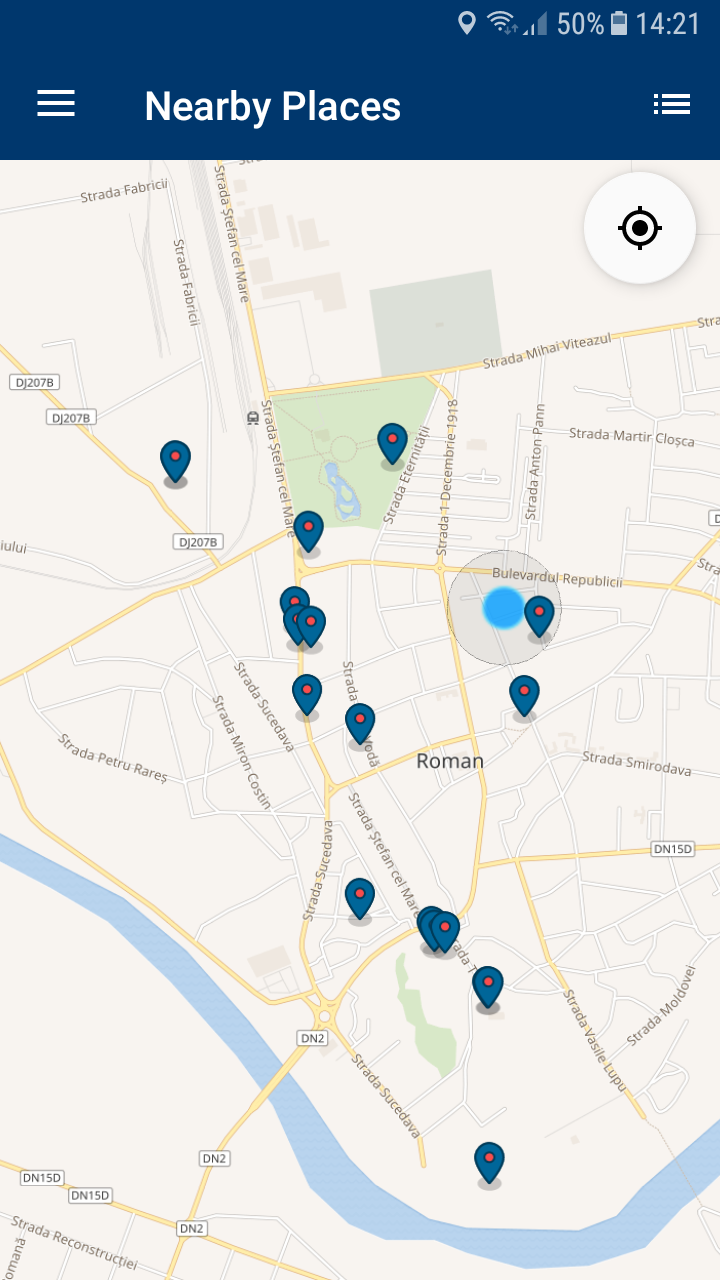 50% 14:21
Nearby Places
Strada Fabricii
Strada Ștefan cel Mare
Strada Fabricii
Strada Mihai Viteazul
DJ207B
DJ207B
Strada Ștefan cel Mare
Strada Eternității
Strada 1 Decembrie 1918
Strada Anton Pann
Strada Martir Cloșca
DJ207B
Bulevardul Republicii
Strada Sucedava
Strada
Vodă
Strada Miron Costin
Strada Petru Rareș
Roman
Strada Smirodava
Strada Ștefan cel Mare
Strada Sucedava
DN15D
Strada Vasile Lupu
Strada Moldovei
DN2
Strada Sucedava
DN2
DN15D
DN15D
DN2
Strada Reconstrucției